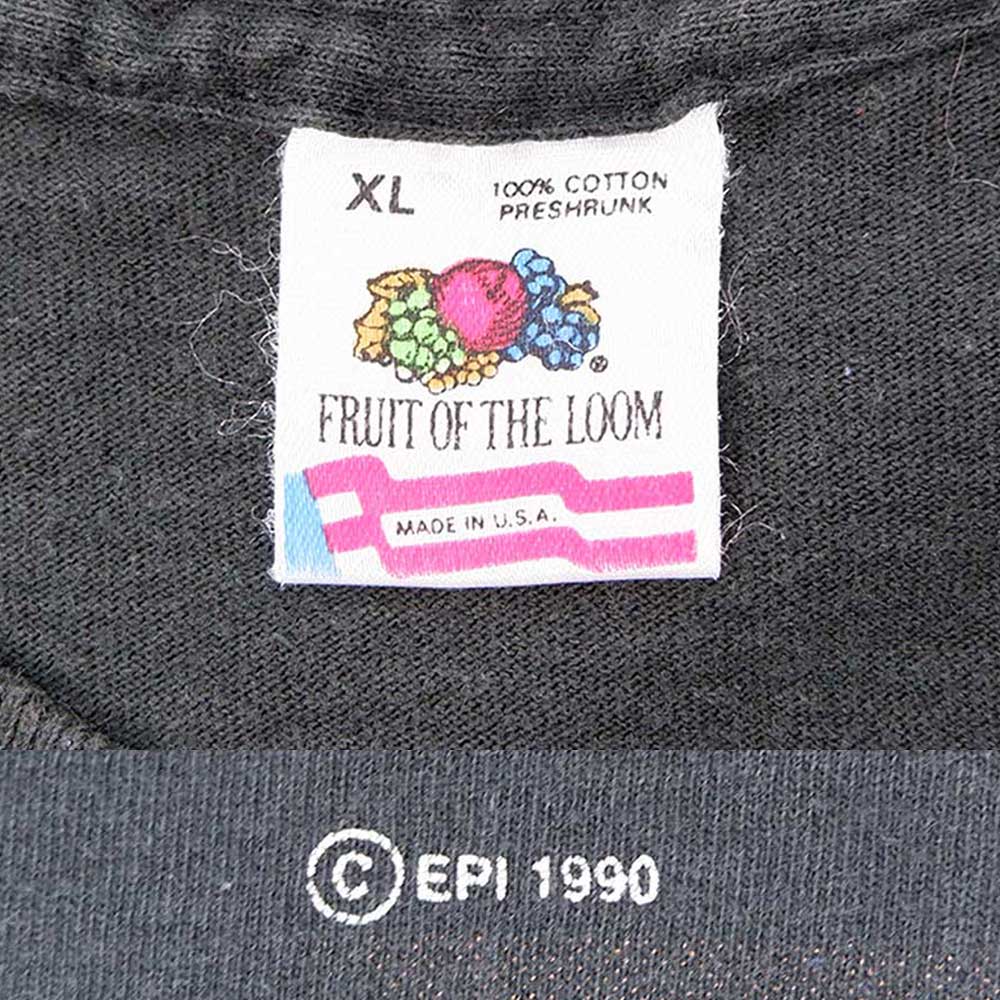 XL
100% COTTON
PRESHRUNK
®
FRUIT OF THE LOOM
MADE IN U.S.A.
© EPI 1990